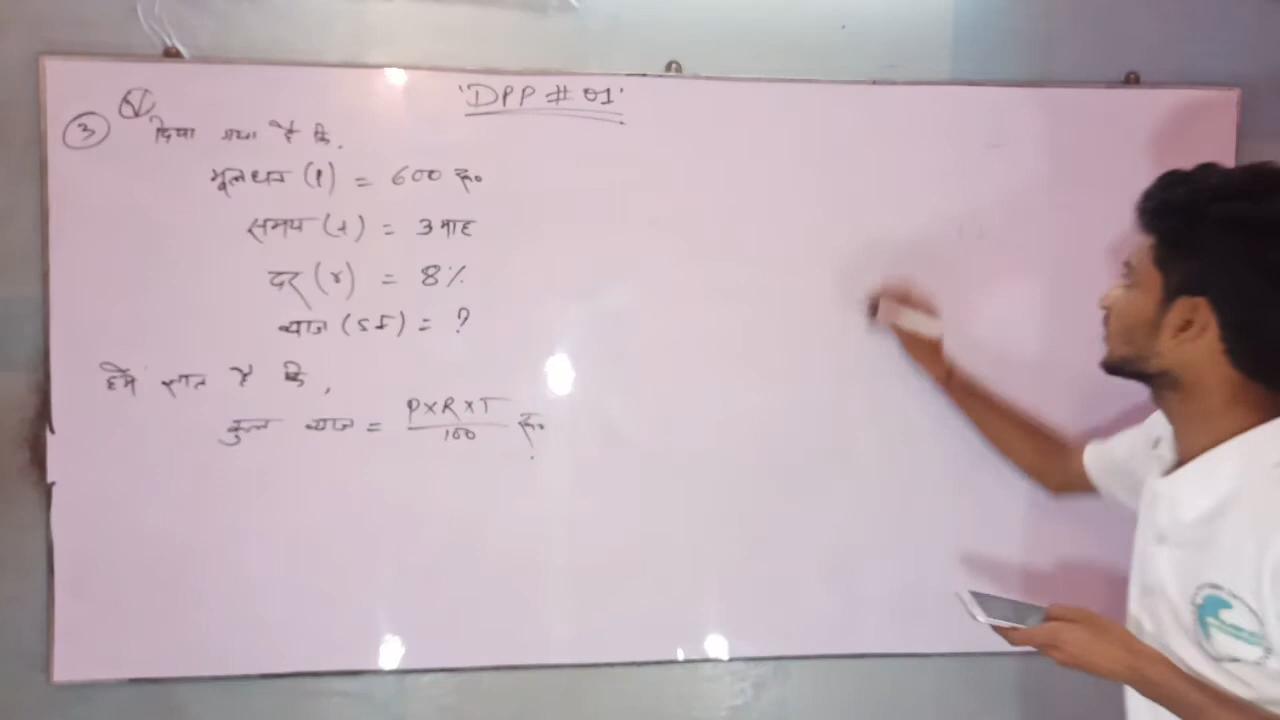 'DPP # 01'
③ दिया गया है कि,
मूलधन (P) = 600 रू०
समय (t) = 3 माह
दर (r) = 8%
ब्याज (SI) = ?
हमें ज्ञात है कि,
कुल ब्याज = P×R×T/100 रू०